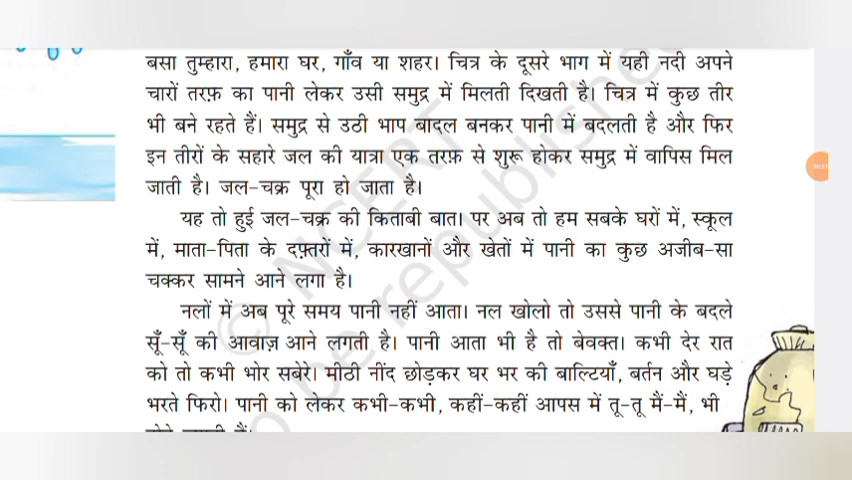 बसा तुम्हारा, हमारा घर, गाँव या शहर। चित्र के दूसरे भाग में यही नदी अपने
चारों तरफ़ का पानी लेकर उसी समुद्र में मिलती दिखती है। चित्र में कुछ तीर
भी बने रहते हैं। समुद्र से उठी भाप बादल बनकर पानी में बदलती है और फिर
इन तीरों के सहारे जल की यात्रा एक तरफ़ से शुरू होकर समुद्र में वापिस मिल
जाती है। जल-चक्र पूरा हो जाता है।
यह तो हुई जल-चक्र की किताबी बात। पर अब तो हम सबके घरों में, स्कूल
में, माता-पिता के दफ़्तरों में, कारखानों और खेतों में पानी का कुछ अजीब-सा
चक्कर सामने आने लगा है।
नलों में अब पूरे समय पानी नहीं आता। नल खोलो तो उससे पानी के बदले
सूँ-सूँ की आवाज़ आने लगती है। पानी आता भी है तो बेवक्त। कभी देर रात
को तो कभी भोर सबेरे। मीठी नींद छोड़कर घर भर की बाल्टियाँ, बर्तन और घड़े
भरते फिरो। पानी को लेकर कभी-कभी, कहीं-कहीं आपस में तू-तू मैं-मैं, भी
© NCERT
o be republished